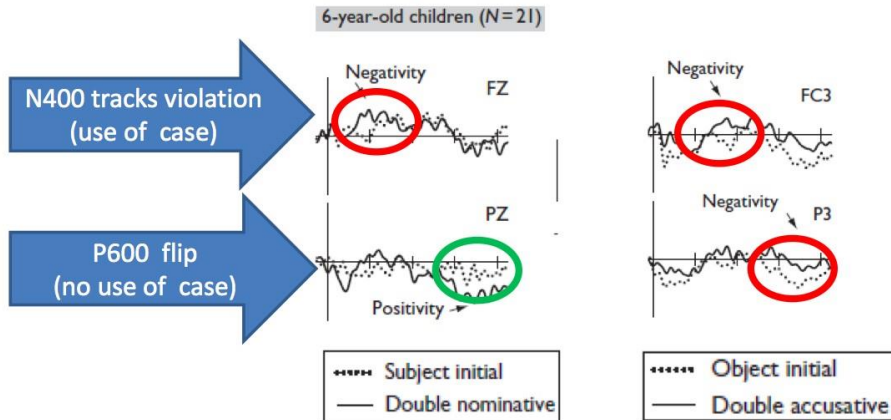 6-year-old children (N=21)
N400 tracks violation
(use of case)
Negativity
FZ
Negativity
FC3
P600 flip
(no use of case)
PZ
Positivity
Negativity
P3
Subject initial
Double nominative
Object initial
Double accusative